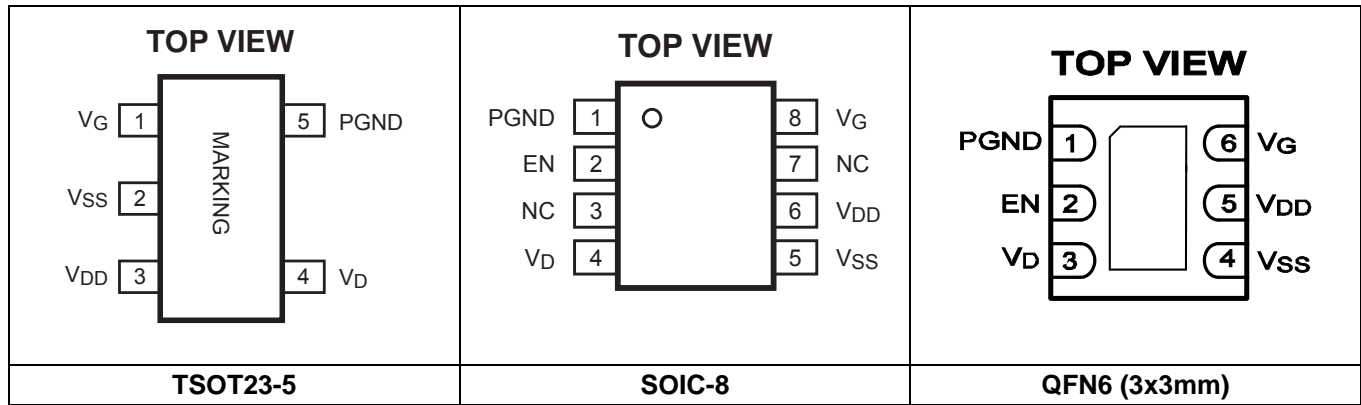 TOP VIEW
VG 1
5 PGND
MARKING
VSS 2
VDD 3
4 VD
TSOT23-5
TOP VIEW
PGND 1
8 VG
EN 2
7 NC
NC 3
6 VDD
VD 4
5 VSS
SOIC-8
TOP VIEW
PGND 1
6 VG
EN 2
5 VDD
VD 3
4 VSS
QFN6 (3x3mm)